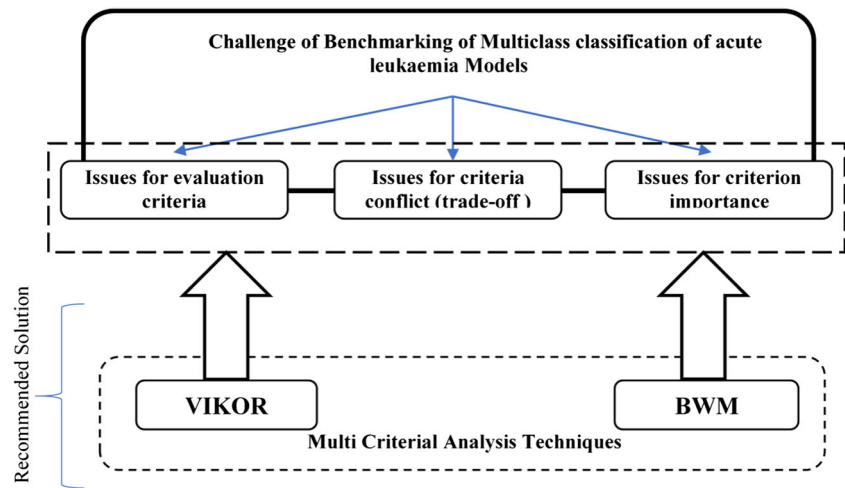 Challenge of Benchmarking of Multiclass classification of acute
leukaemia Models
Issues for evaluation
criteria
Issues for criteria
conflict (trade-off )
Issues for criterion
importance
Recommended Solution
VIKOR
BWM
Multi Criterial Analysis Techniques